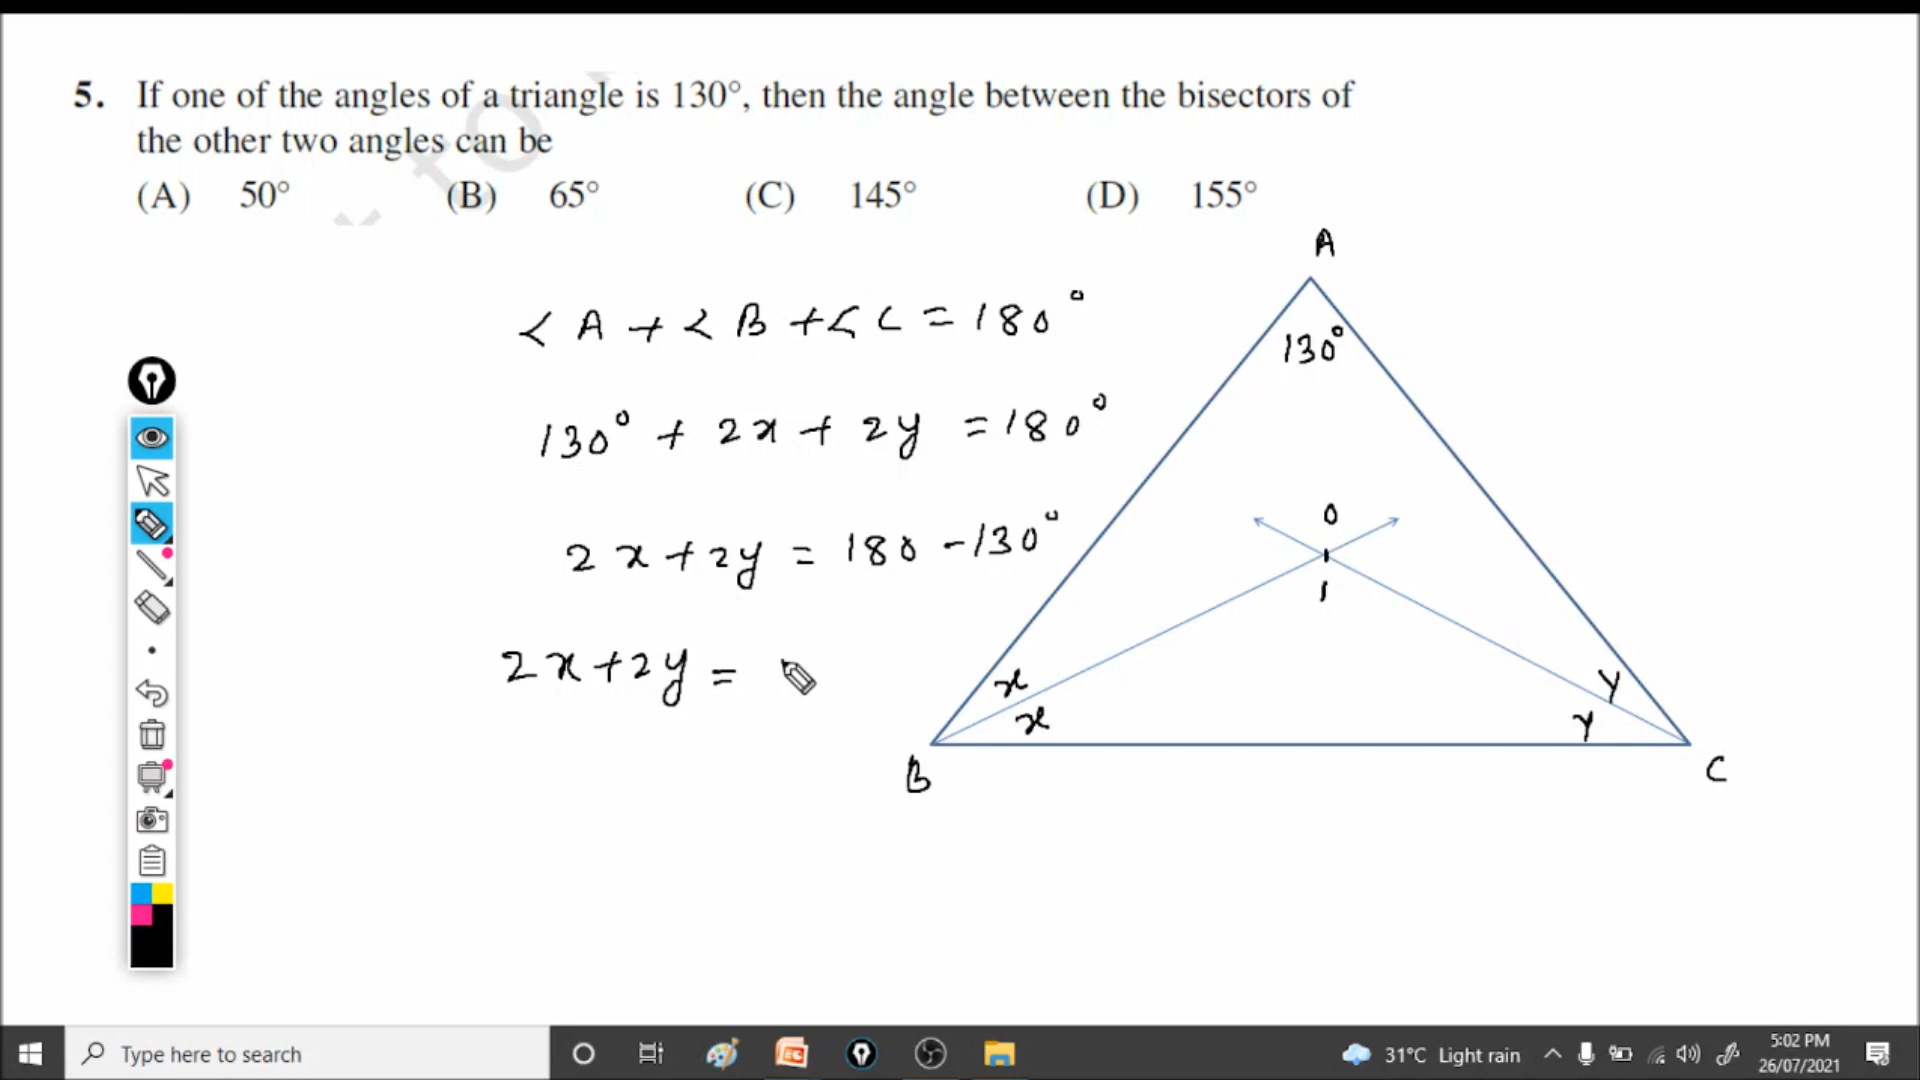 5. If one of the angles of a triangle is 130°, then the angle between the bisectors of
the other two angles can be
(A) 50° (B) 65° (C) 145° (D) 155°
∠A + ∠B + ∠C = 180°
130° + 2x + 2y = 180°
2x + 2y = 180 - 130°
2x + 2y =
A
130°
O
1
x
x
y
y
B
C
Type here to search
31°C Light rain
5:02 PM
26/07/2021